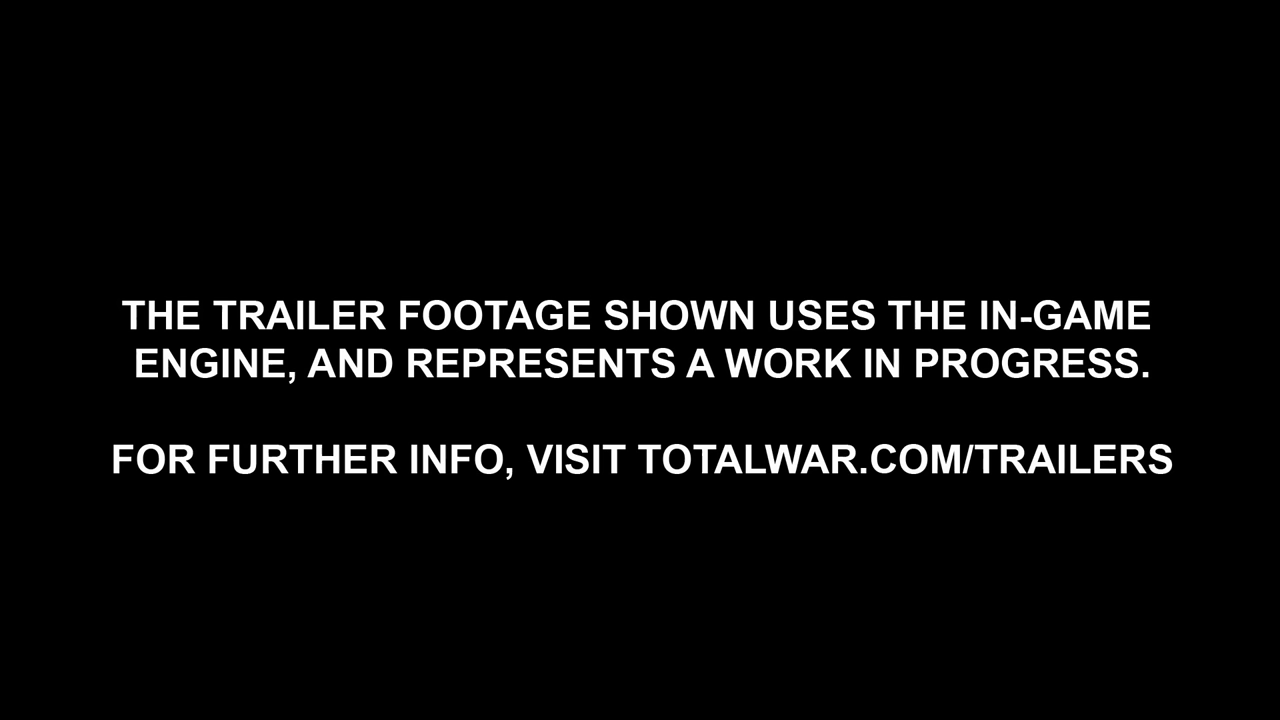 THE TRAILER FOOTAGE SHOWN USES THE IN-GAME
ENGINE, AND REPRESENTS A WORK IN PROGRESS.
FOR FURTHER INFO, VISIT TOTALWAR.COM/TRAILERS